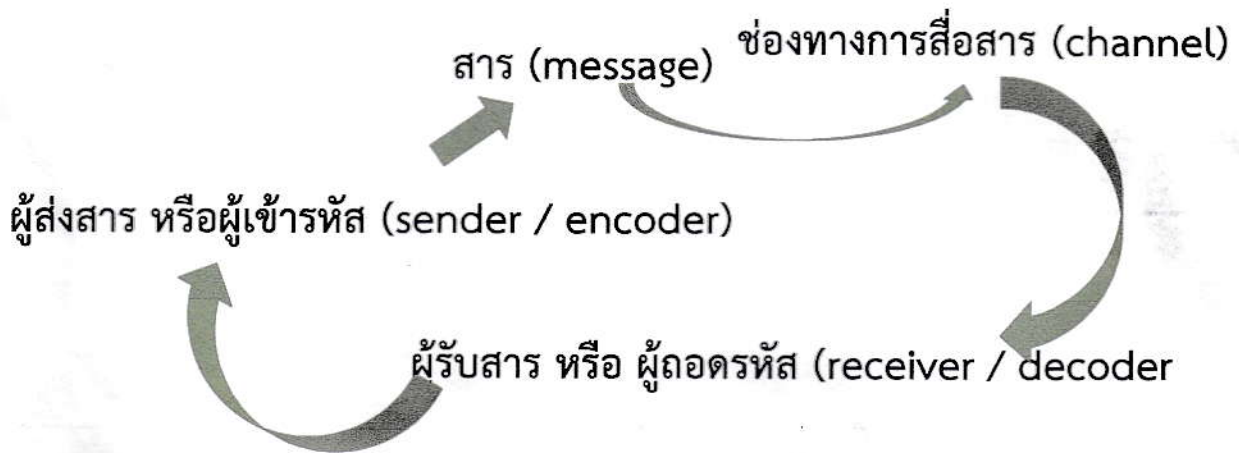 ช่องทางการสื่อสาร (channel)
สาร (message)
ผู้ส่งสาร หรือผู้เข้ารหัส (sender / encoder)
ผู้รับสาร หรือ ผู้ถอดรหัส (receiver / decoder